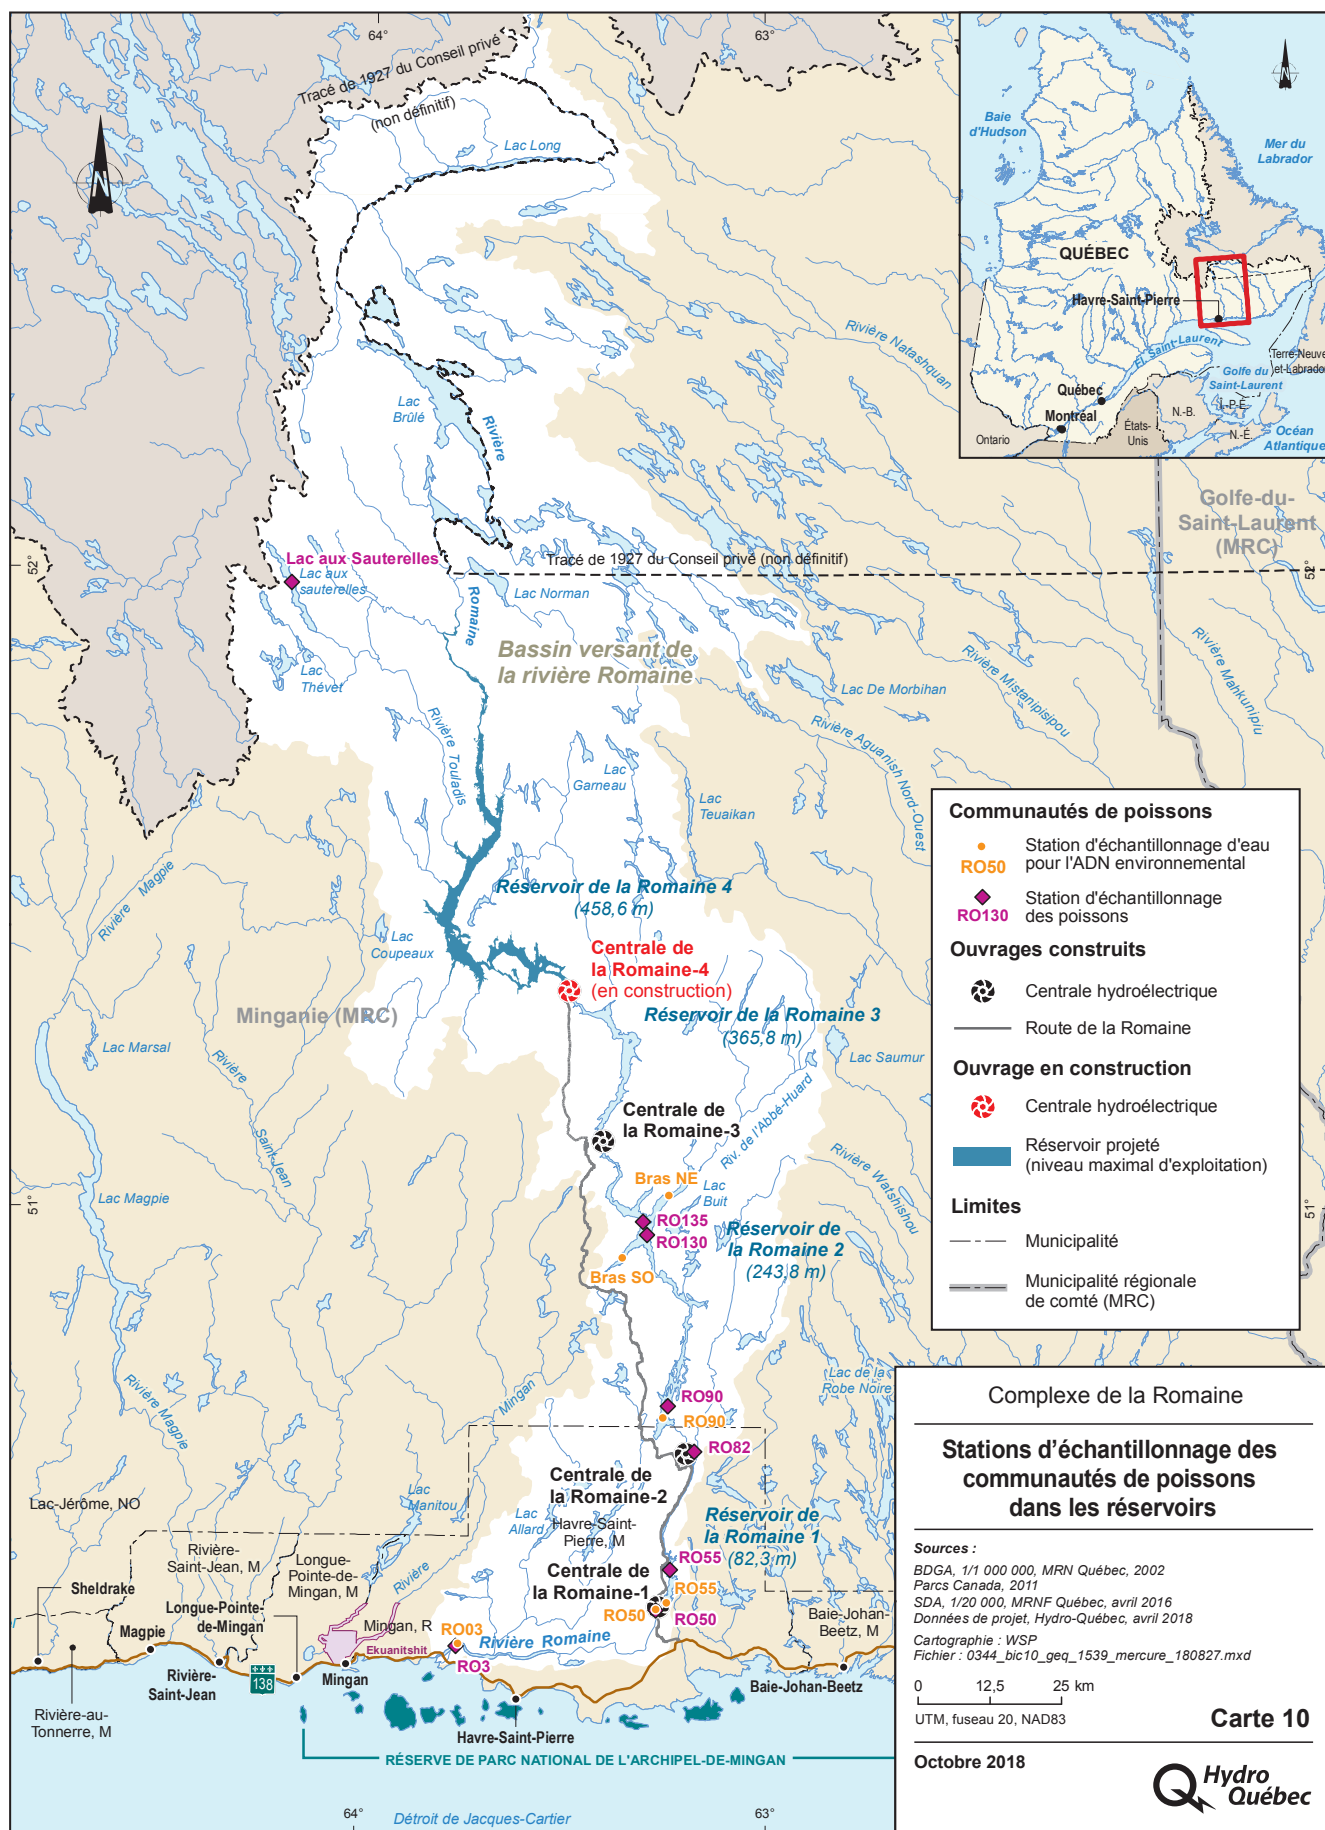 64°
63°
Tracé de 1927 du Conseil privé
(non définitif)
Lac Long
N
N
Baie
d'Hudson
Mer du
Labrador
QUÉBEC
Havre-Saint-Pierre
Fl. Saint-Laurent
Golfe du
Saint-Laurent
Terre-Neuve
-et-Labrador
Québec
Montréal
Ontario
États-
Unis
N.-B.
Î.-P.-É.
N.-É.
Océan
Atlantique
Rivière Natashquan
Lac
Brûlé
Rivière
Golfe-du-
Saint-Laurent
(MRC)
52°
52°
Lac aux Sauterelles
Lac aux
sauterelles
Tracé de 1927 du Conseil privé (non définitif)
Lac Norman
Romaine
Bassin versant de
la rivière Romaine
Lac
Thévet
Rivière Touladis
Lac De Morbihan
Rivière Mistanipisipou
Rivière Mahkunipiu
Rivière Aguanish Nord-Ouest
Lac
Garneau
Lac
Teuaikan
Rivière Magpie
Réservoir de la Romaine 4
(458,6 m)
Lac
Coupeaux
Centrale de
la Romaine-4
(en construction)
Minganie (MRC)
Réservoir de la Romaine 3
(365,8 m)
Lac Marsal
Rivière
Saint-Jean
Lac Saumur
Centrale de
la Romaine-3
Riv. de l'Abbé-Huard
Rivière Watshishou
Bras NE
Lac
Buit
Lac Magpie
51°
51°
RO135
RO130
Réservoir de
la Romaine 2
(243,8 m)
Bras SO
Communautés de poissons
RO50
Station d'échantillonnage d'eau
pour l'ADN environnemental
RO130
Station d'échantillonnage
des poissons
Ouvrages construits
Centrale hydroélectrique
Route de la Romaine
Ouvrage en construction
Centrale hydroélectrique
Réservoir projeté
(niveau maximal d'exploitation)
Limites
Municipalité
Municipalité régionale
de comté (MRC)
Rivière Magpie
Mingan
Lac de la
Robe Noire
RO90
RO90
RO82
Centrale de
la Romaine-2
Lac-Jérôme, NO
Lac
Manitou
Lac
Allard
Havre-Saint-
Pierre, M
Réservoir de
la Romaine 1
(82,3 m)
Rivière-
Saint-Jean, M
Longue-
Pointe-de-
Mingan, M
Rivière
RO55
Centrale de
la Romaine-1
RO55
RO50
RO50
Sheldrake
Longue-Pointe-
de-Mingan
Magpie
Mingan, R
RO03
Ekuanitshit
RO3
Rivière Romaine
Baie-Johan-
Beetz, M
Rivière-
Saint-Jean
138
Mingan
Baie-Johan-Beetz
Rivière-au-
Tonnerre, M
Havre-Saint-Pierre
RÉSERVE DE PARC NATIONAL DE L'ARCHIPEL-DE-MINGAN
64°
Détroit de Jacques-Cartier
63°
Complexe de la Romaine
Stations d'échantillonnage des
communautés de poissons
dans les réservoirs
Sources :
BDGA, 1/1 000 000, MRN Québec, 2002
Parcs Canada, 2011
SDA, 1/20 000, MRNF Québec, avril 2016
Données de projet, Hydro-Québec, avril 2018
Cartographie : WSP
Fichier : 0344_bic10_geq_1539_mercure_180827.mxd
0 12,5 25 km
UTM, fuseau 20, NAD83
Carte 10
Octobre 2018
Hydro
Québec